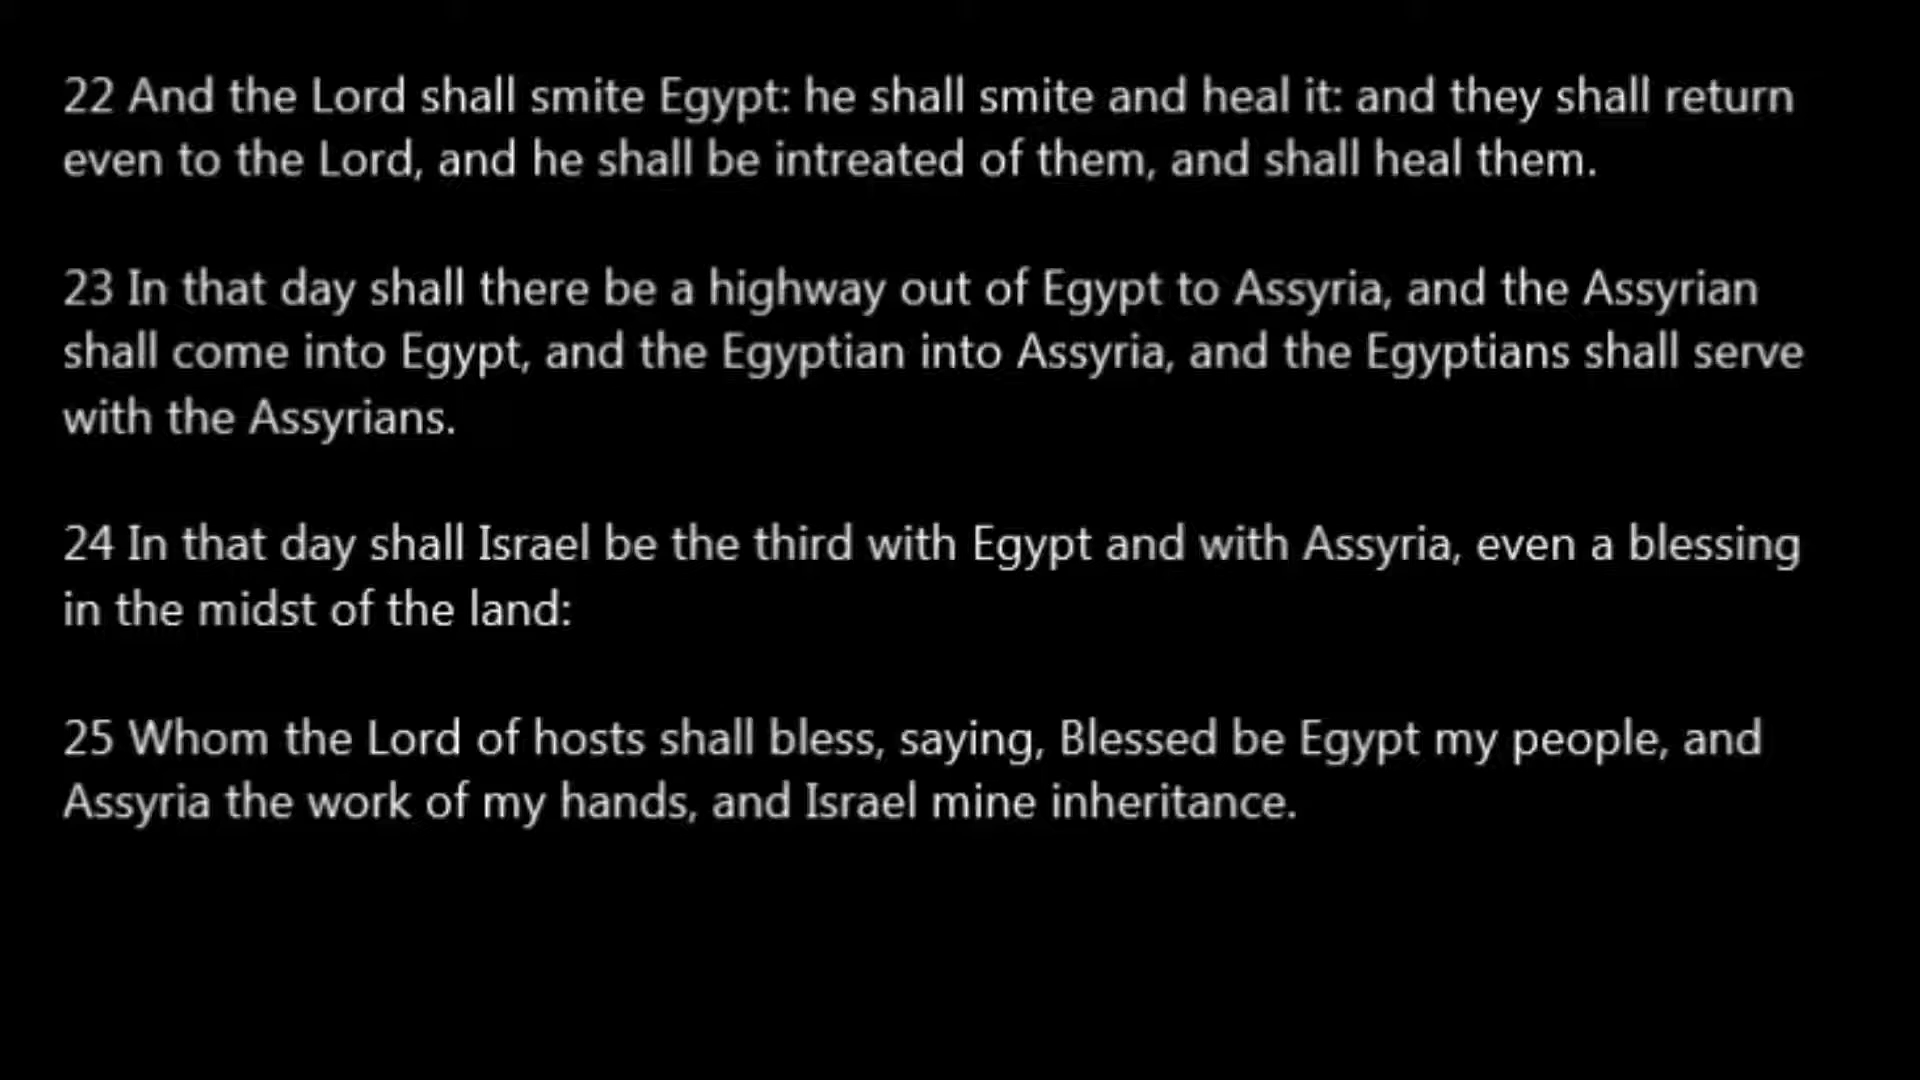 22 And the Lord shall smite Egypt: he shall smite and heal it: and they shall return
even to the Lord, and he shall be intreated of them, and shall heal them.
23 In that day shall there be a highway out of Egypt to Assyria, and the Assyrian
shall come into Egypt, and the Egyptian into Assyria, and the Egyptians shall serve
with the Assyrians.
24 In that day shall Israel be the third with Egypt and with Assyria, even a blessing
in the midst of the land:
25 Whom the Lord of hosts shall bless, saying, Blessed be Egypt my people, and
Assyria the work of my hands, and Israel mine inheritance.